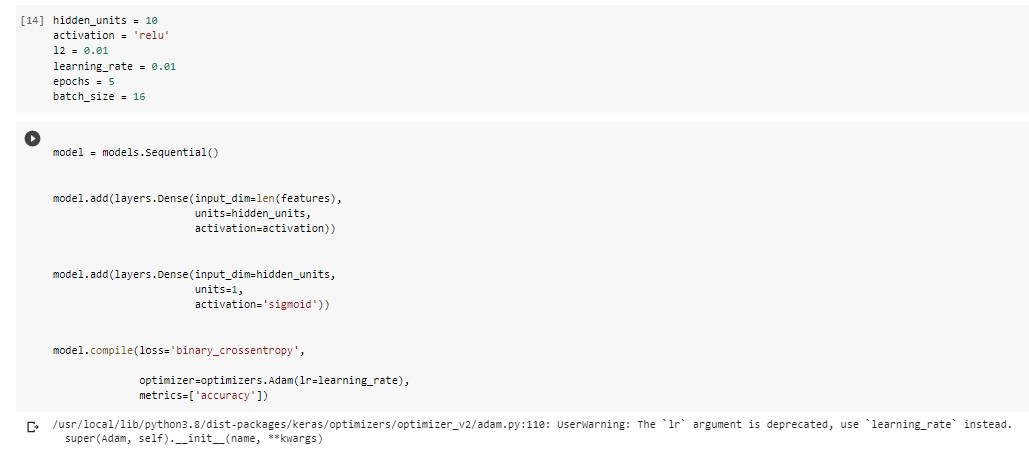 [14] hidden_units = 10
activation = 'relu'
l2 = 0.01
learning_rate = 0.01
epochs = 5
batch_size = 16
model = models.Sequential()
model.add(layers.Dense(input_dim=len(features),
units=hidden_units,
activation=activation))
model.add(layers.Dense(input_dim=hidden_units,
units=1,
activation='sigmoid'))
model.compile(loss='binary_crossentropy',
optimizer=optimizers.Adam(lr=learning_rate),
metrics=['accuracy'])
/usr/local/lib/python3.8/dist-packages/keras/optimizers/optimizer_v2/adam.py:110: UserWarning: The `lr` argument is deprecated, use `learning_rate` instead.
super(Adam, self).__init__(name, **kwargs)